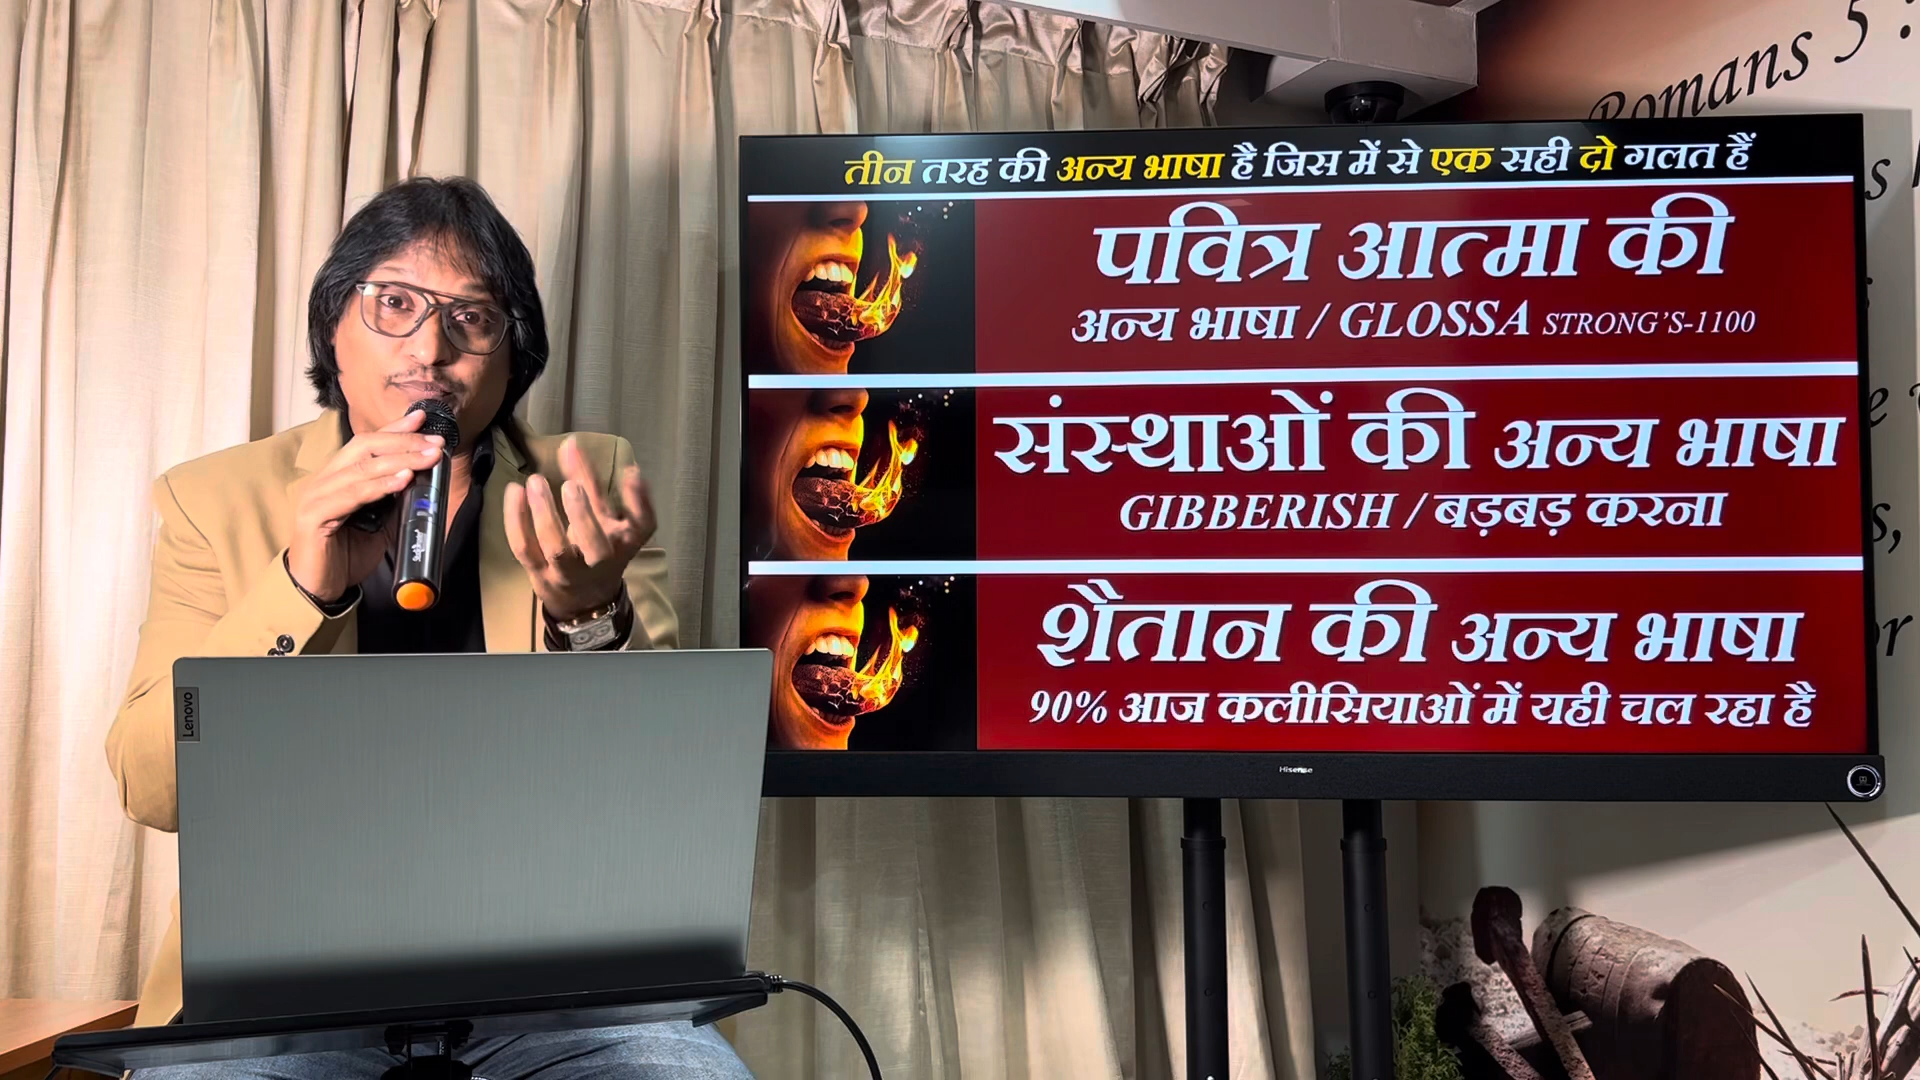 Romans 5 :
तीन तरह की अन्य भाषा है जिस में से एक सही दो गलत हैं
पवित्र आत्मा की
अन्य भाषा / GLOSSA STRONG'S-1100
संस्थाओं की अन्य भाषा
GIBBERISH / बड़बड़ करना
शैतान की अन्य भाषा
90% आज कलीसियाओं में यही चल रहा है
Hisense
Lenovo